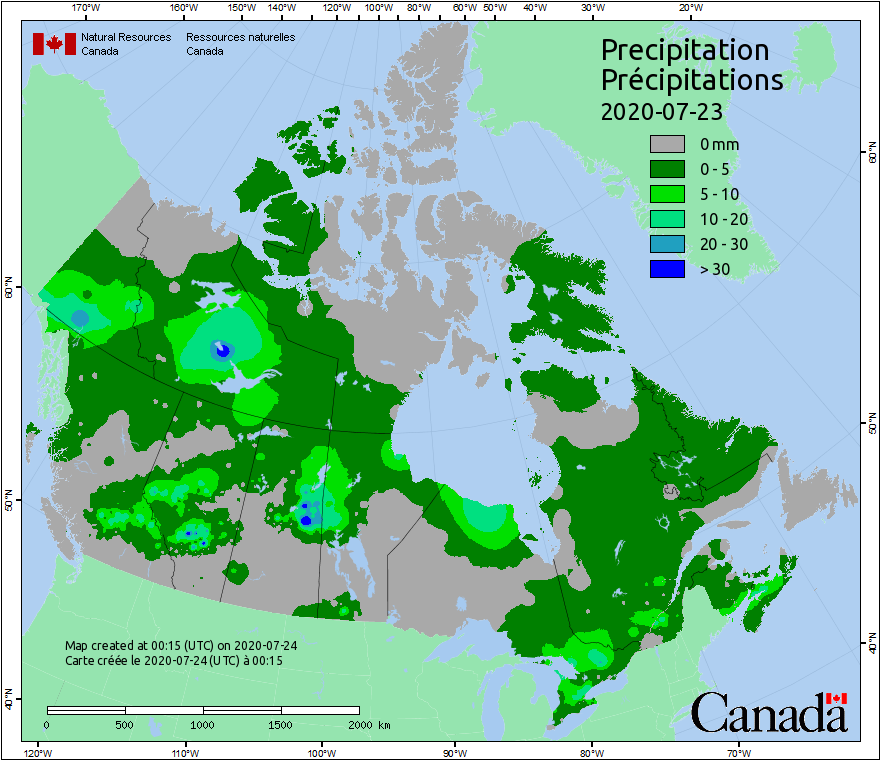 170°W 160°W 150°W 140°W 130°W 120°W 110°W 100°W 90°W 80°W 70°W 60°W 50°W 40°W 30°W 20°W
Natural Resources Ressources naturelles
Canada Canada
Precipitation
Précipitations
2020-07-23
0 mm
0 - 5
5 - 10
10 - 20
20 - 30
> 30
60°N
50°N
40°N
60°N
50°N
40°N
Map created at 00:15 (UTC) on 2020-07-24
Carte créée le 2020-07-24 (UTC) à 00:15
0 500 1000 1500 2000 km
Canada
120°W 110°W 100°W 90°W 80°W 70°W